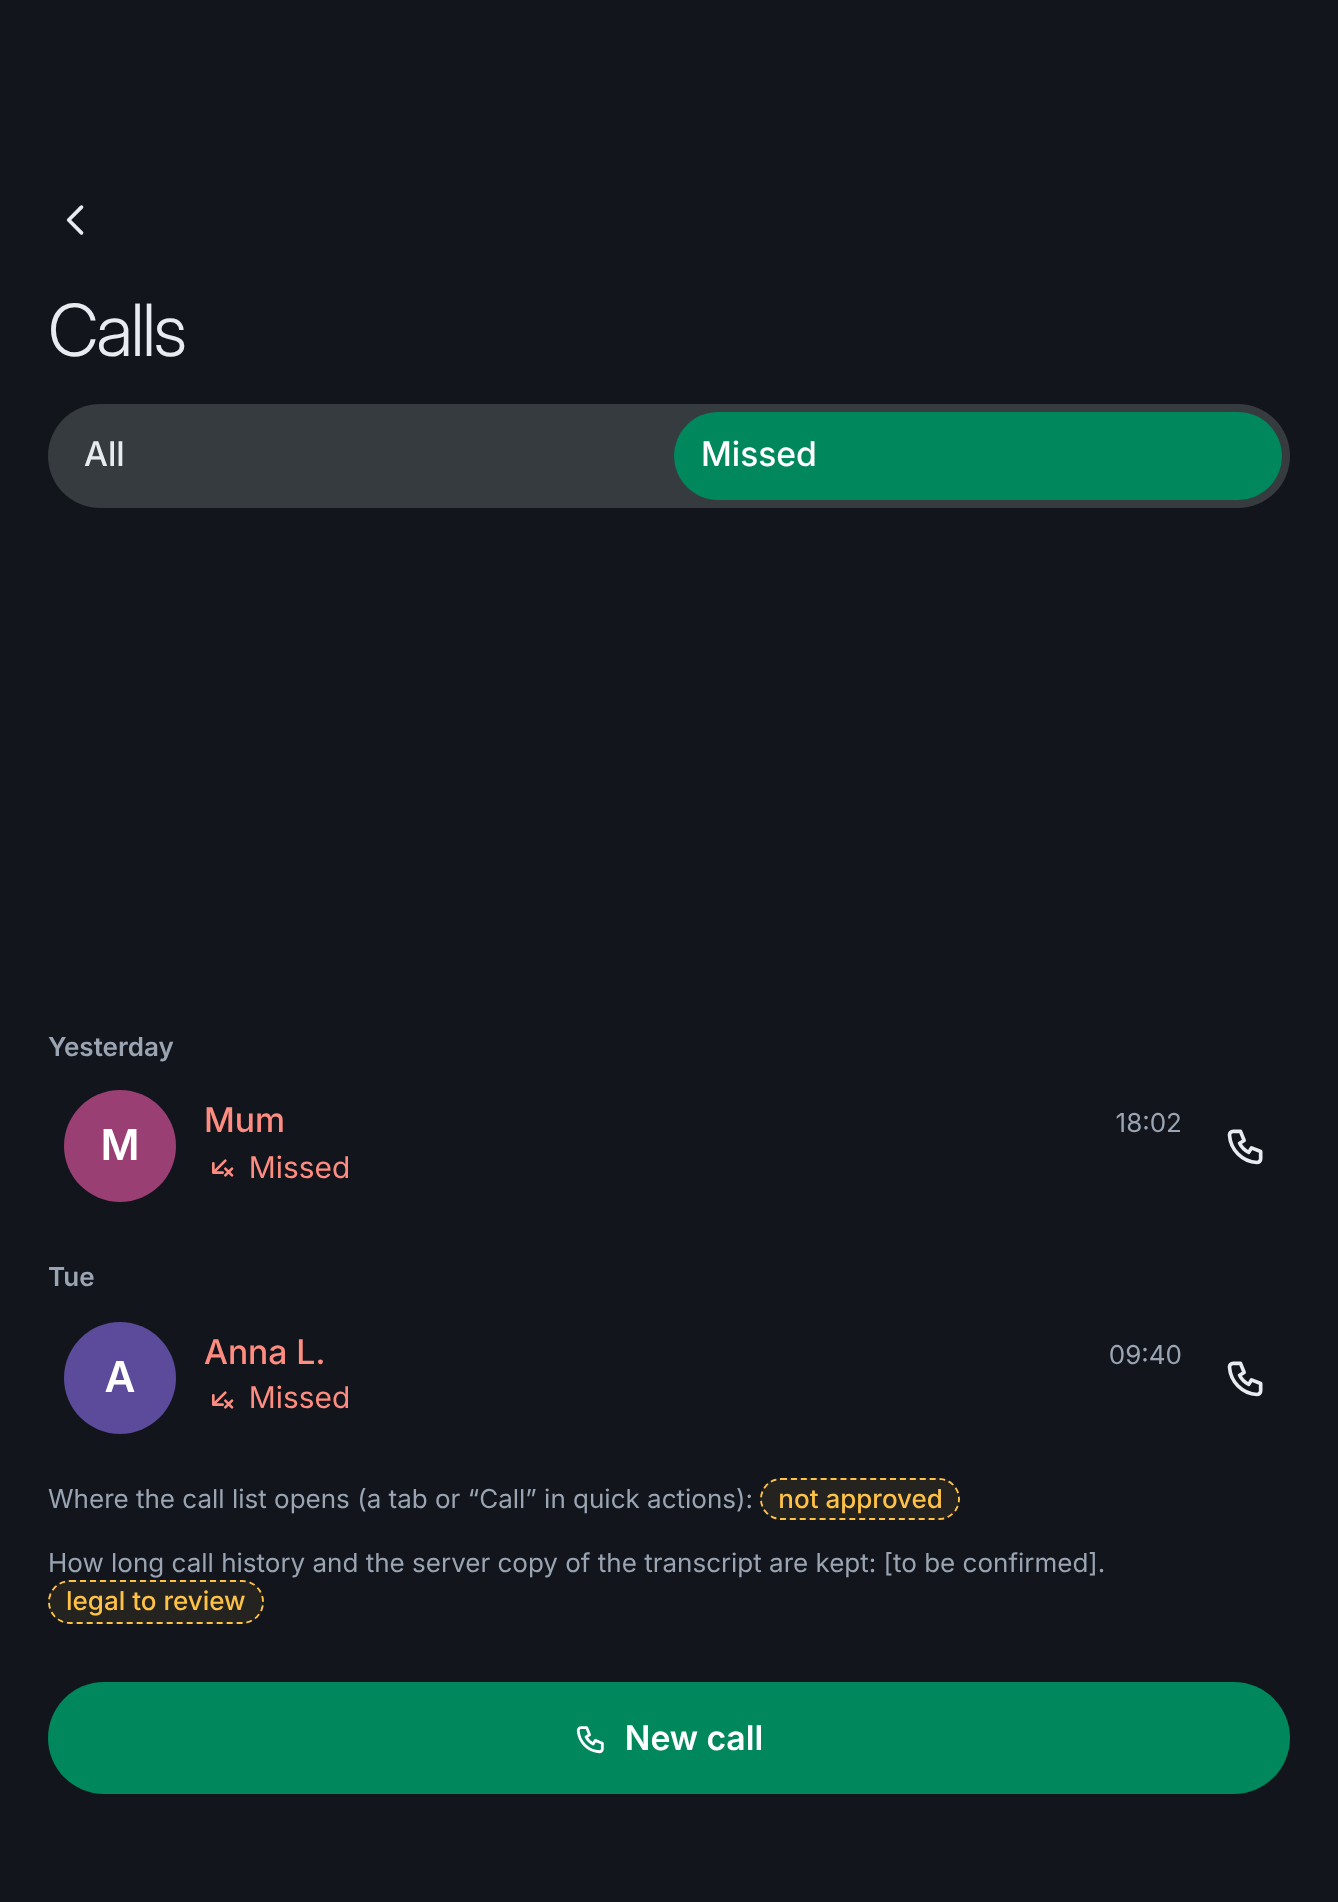 Calls
All
Missed
Yesterday
M
Mum
18:02
Missed
Tue
A
Anna L.
09:40
Missed
Where the call list opens (a tab or “Call” in quick actions): not approved
How long call history and the server copy of the transcript are kept: [to be confirmed].
legal to review
New call